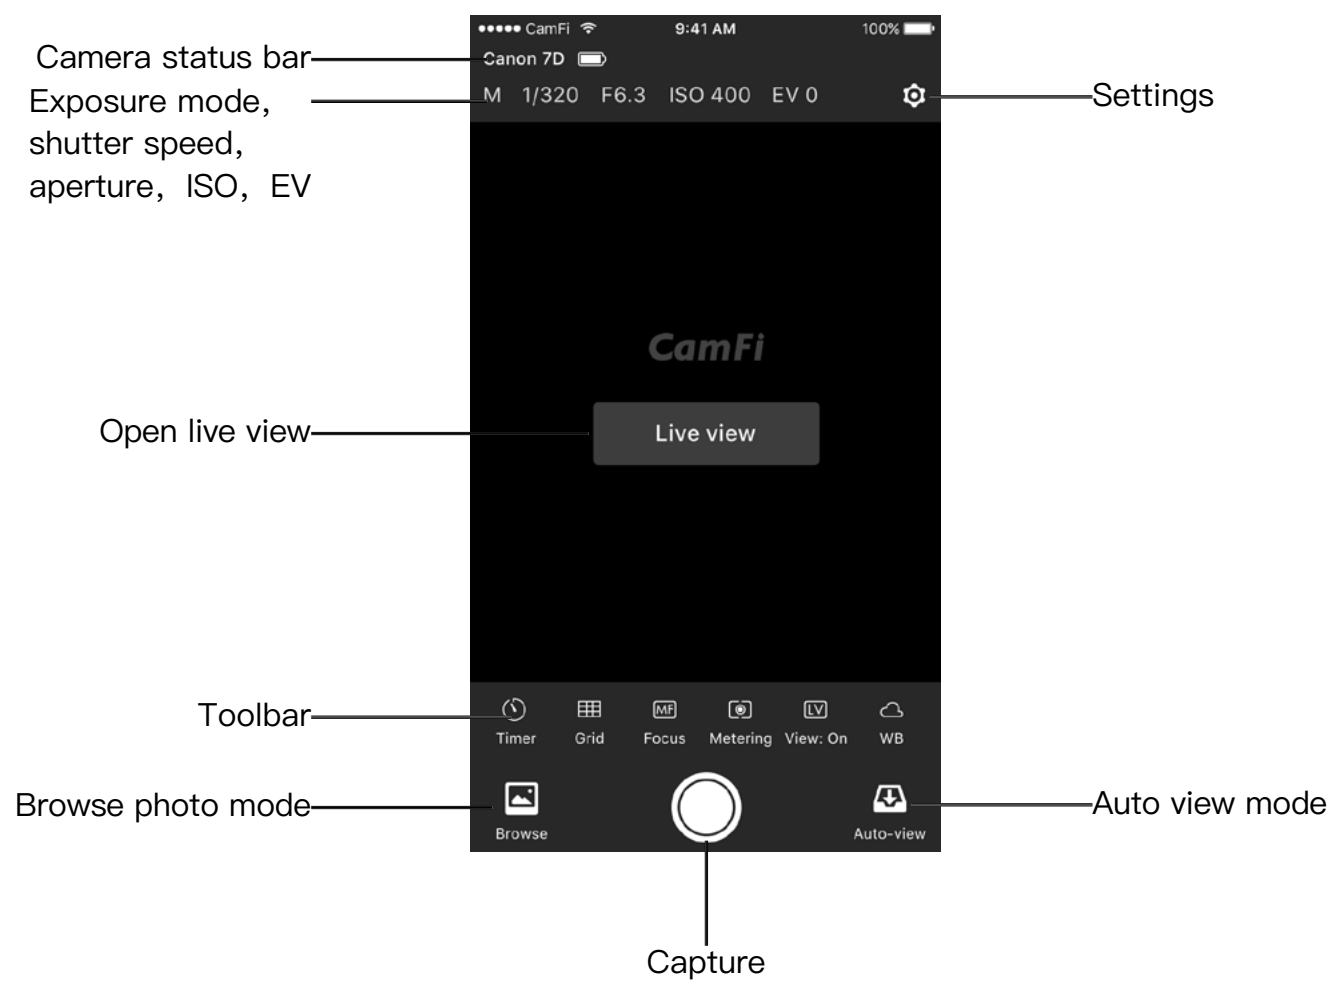 CamFi 9:41 AM 100%
Camera status bar
Canon 7D
Exposure mode,
shutter speed,
aperture, ISO, EV
M 1/320 F6.3 ISO 400 EV 0
Settings
CamFi
Open live view
Live view
Toolbar
Timer Grid MF Focus Metering LV View: On WB
Browse photo mode
Browse
Auto-view
Auto view mode
Capture